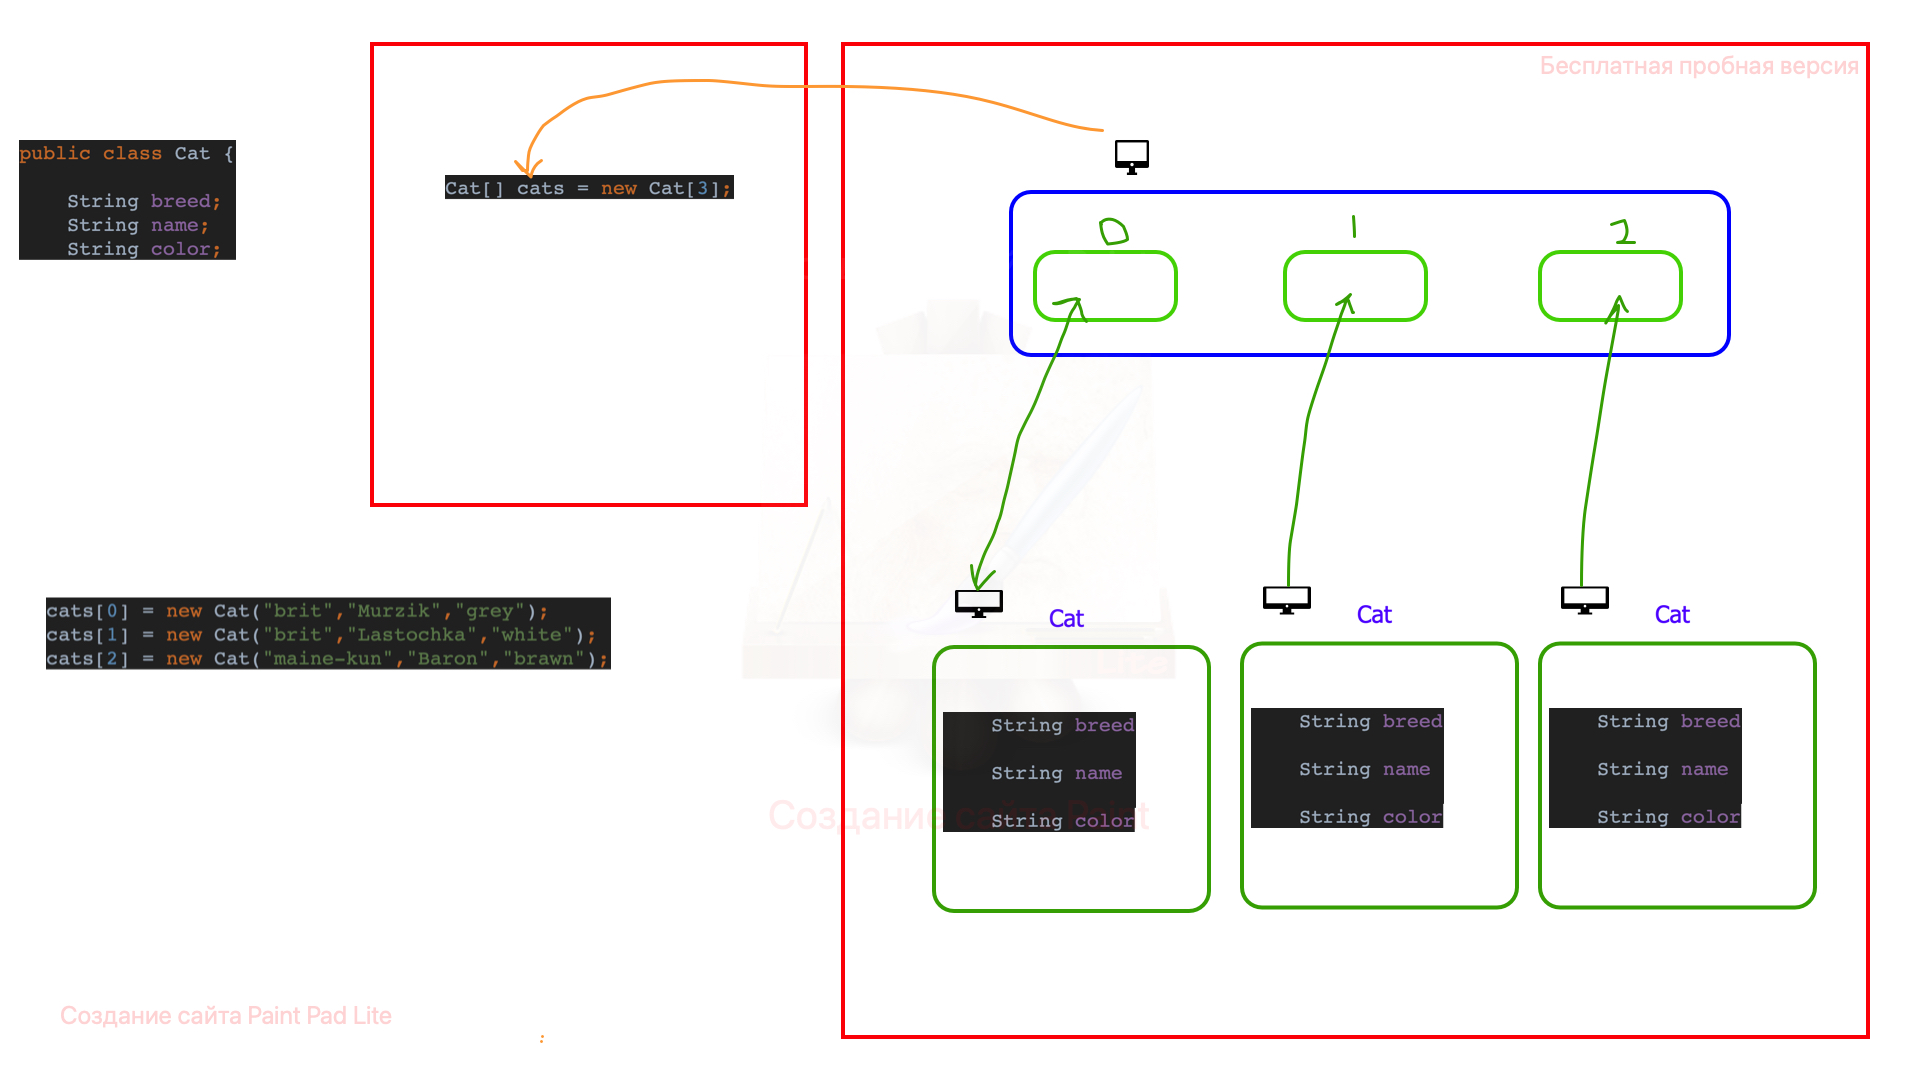 Бесплатная пробная версия
public class Cat {
String breed;
String name;
String color;
Cat[] cats = new Cat[3];
0 1 2
cats[0] = new Cat("brit","Murzik","grey");
cats[1] = new Cat("brit","Lastochka","white");
cats[2] = new Cat("maine-kun","Baron","brawn");
Cat
String breed
String name
String color
Cat
String breed
String name
String color
Cat
String breed
String name
String color
Создание сайта Paint
Создание сайта Paint Pad Lite
: